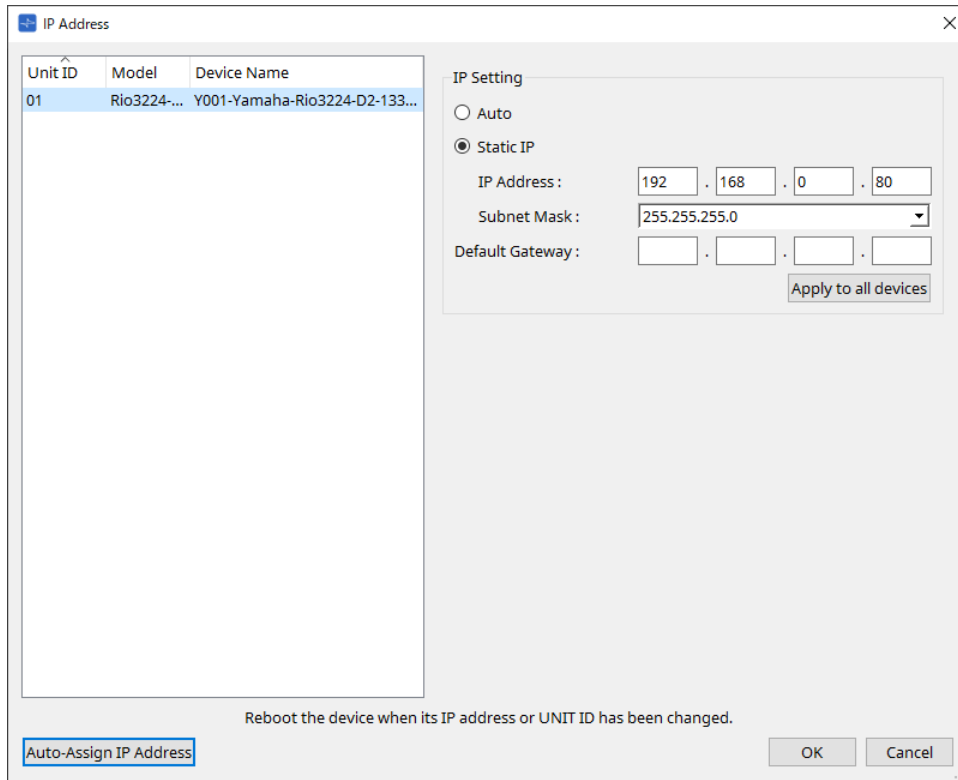 IP Address
Unit ID Model Device Name
01 Rio3224-... Y001-Yamaha-Rio3224-D2-133...
IP Setting
Auto
Static IP
IP Address : 192 . 168 . 0 . 80
Subnet Mask : 255.255.255.0
Default Gateway : . . .
Apply to all devices
Reboot the device when its IP address or UNIT ID has been changed.
Auto-Assign IP Address OK Cancel